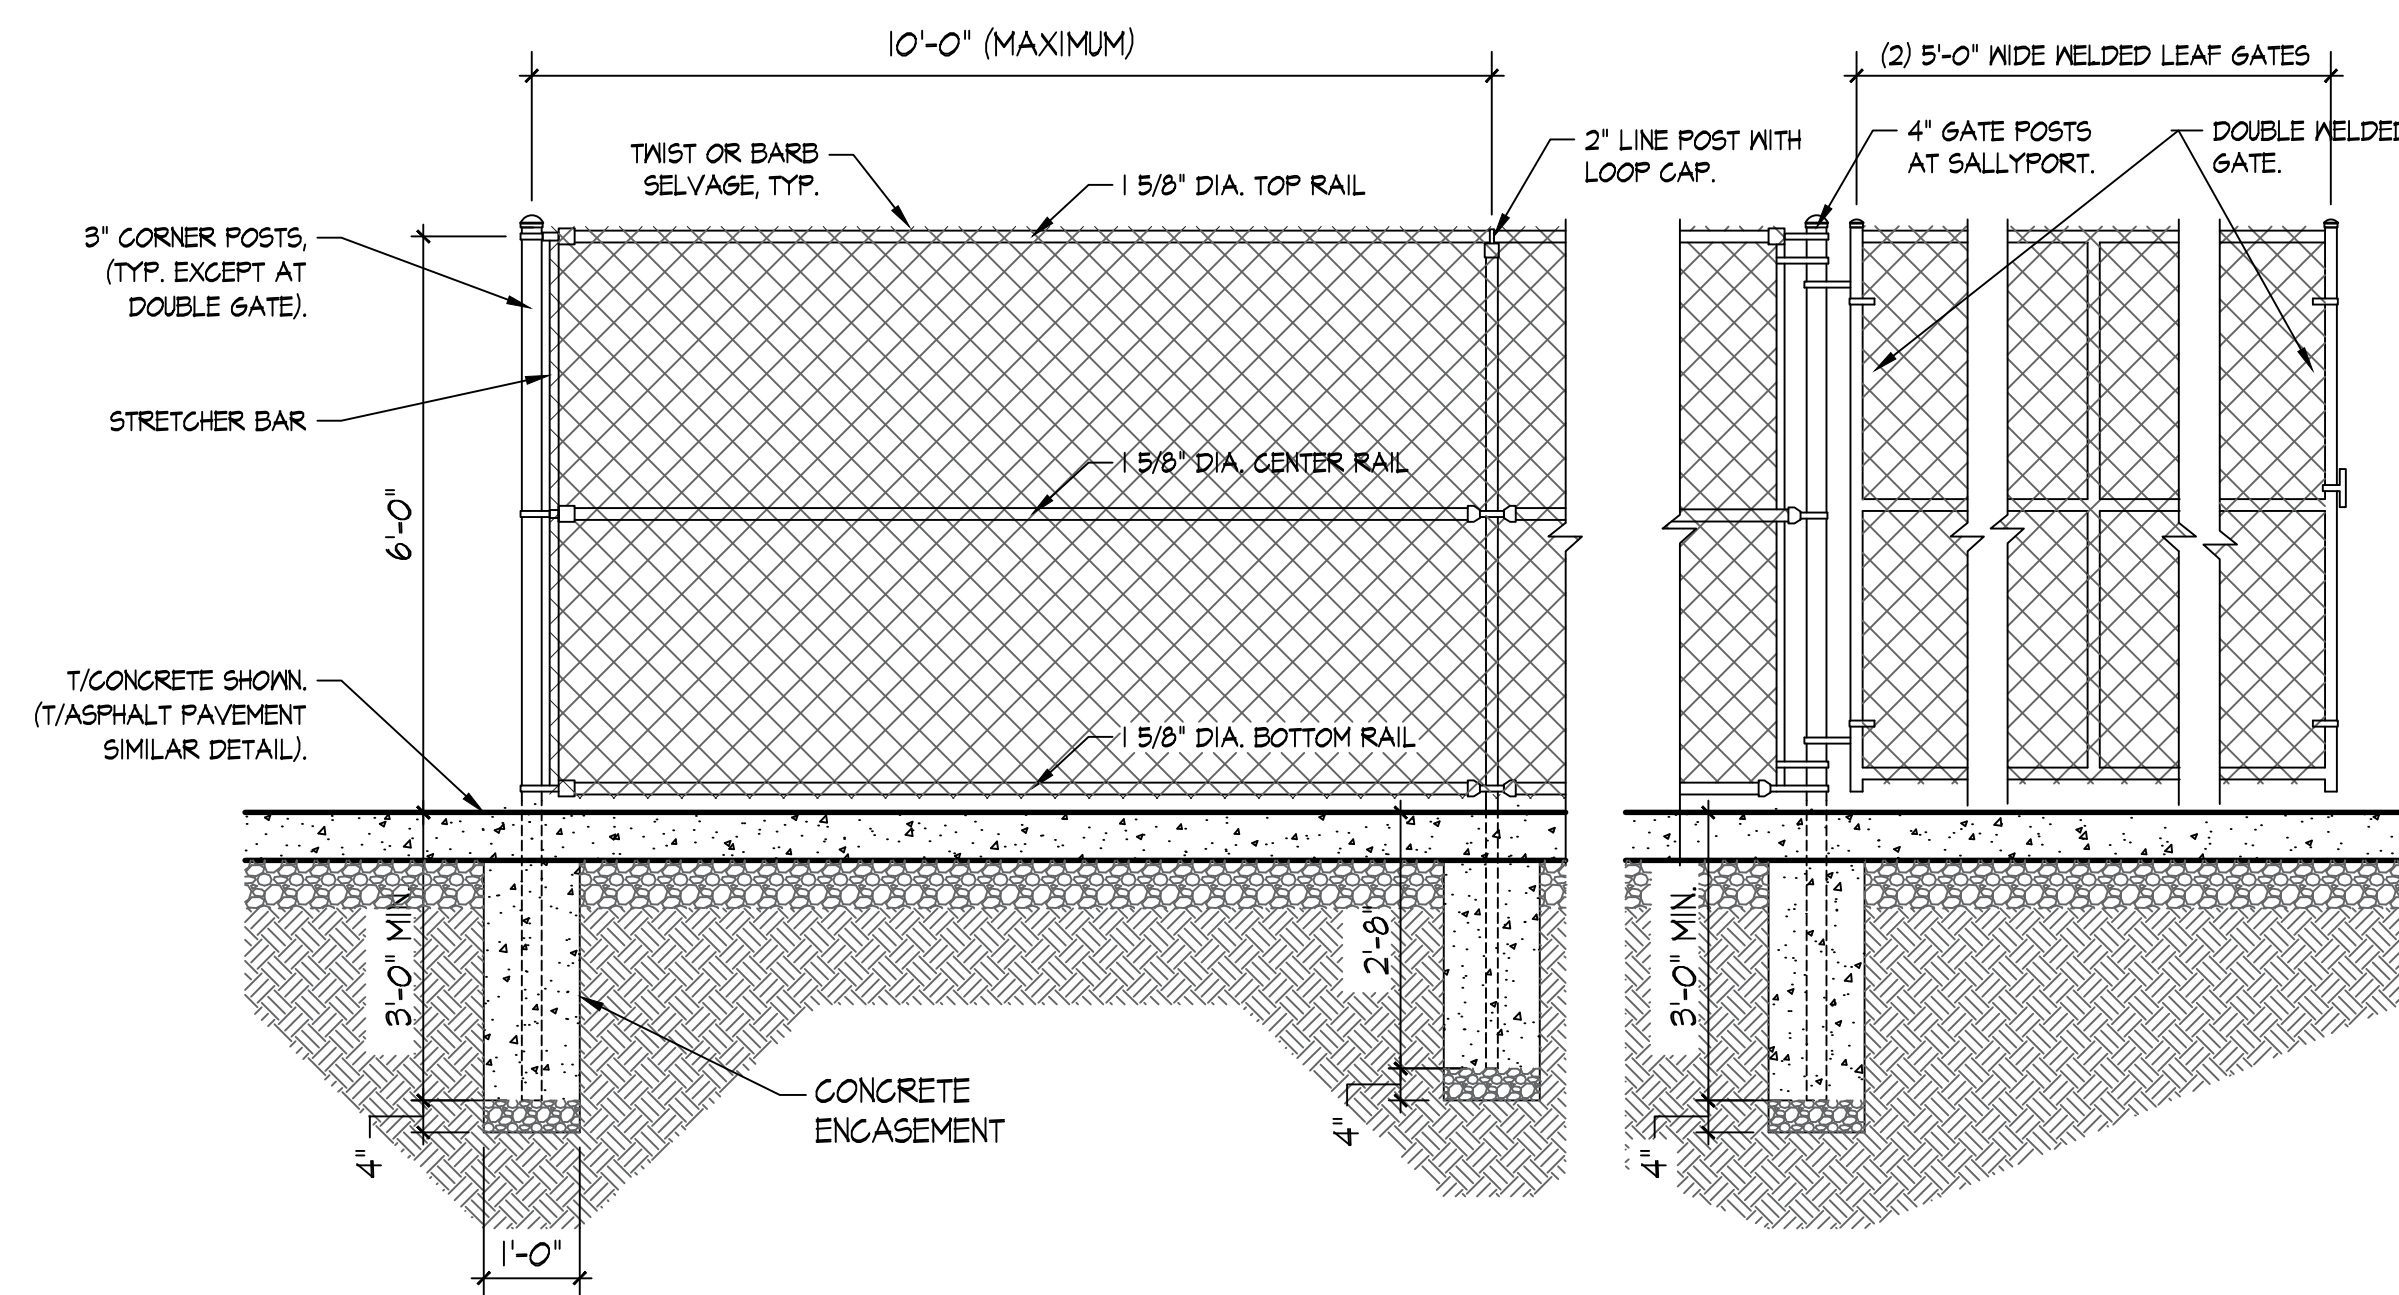 10'-0" (MAXIMUM)
(2) 5'-0" WIDE WELDED LEAF GATES
TWIST OR BARB
SELVAGE, TYP.
1 5/8" DIA. TOP RAIL
2" LINE POST WITH
LOOP CAP.
4" GATE POSTS
AT SALLYPORT.
DOUBLE WELDED
GATE.
3" CORNER POSTS,
(TYP. EXCEPT AT
DOUBLE GATE).
STRETCHER BAR
1 5/8" DIA. CENTER RAIL
6'-0"
T/CONCRETE SHOWN.
(T/ASPHALT PAVEMENT
SIMILAR DETAIL).
1 5/8" DIA. BOTTOM RAIL
3'-0" MIN.
2'-8"
3'-0" MIN.
CONCRETE
ENCASEMENT
4"
4"
4"
1'-0"